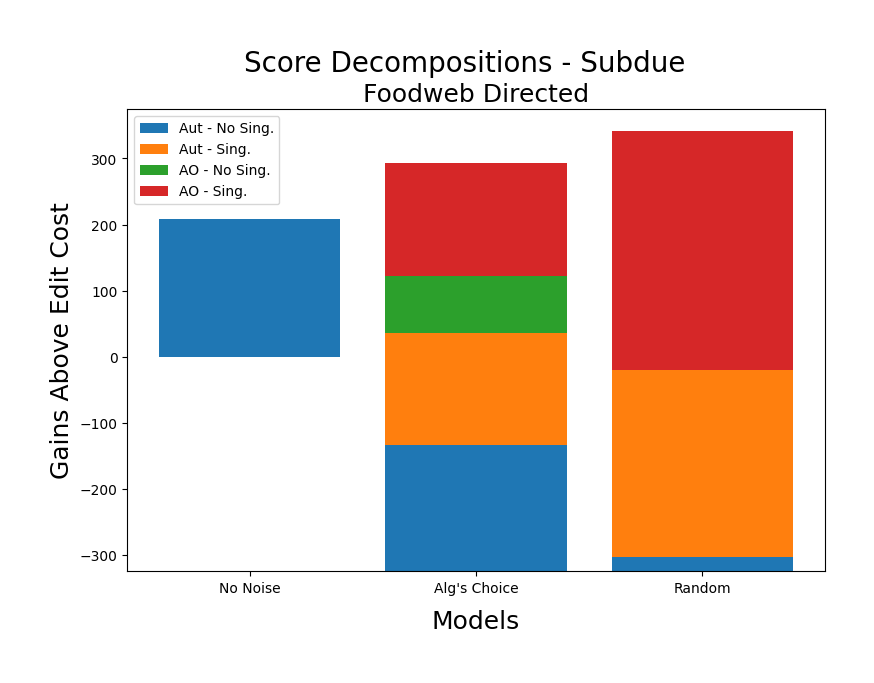 Score Decompositions - Subdue
Foodweb Directed
Aut - No Sing.
Aut - Sing.
AO - No Sing.
AO - Sing.
Gains Above Edit Cost
300
200
100
0
−100
−200
−300
No Noise
Alg's Choice
Random
Models